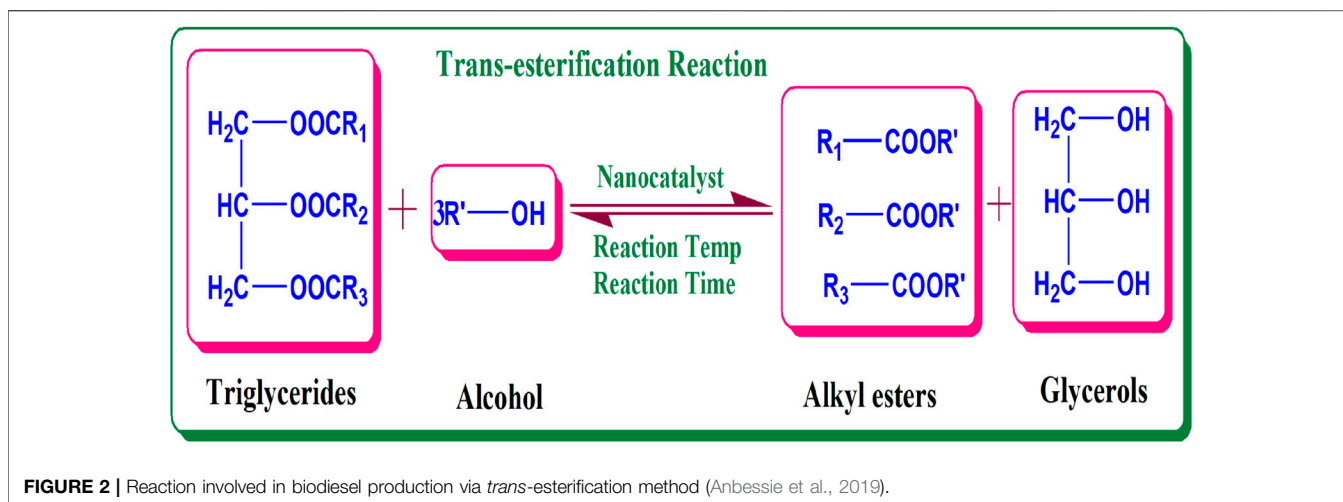 Trans-esterification Reaction
H₂C—OOCR₁
HC—OOCR₂
H₂C—OOCR₃
+
3R'—OH
Nanocatalyst
Reaction Temp
Reaction Time
R₁—COOR'
R₂—COOR'
R₃—COOR'
+
H₂C—OH
HC—OH
H₂C—OH
Triglycerides
Alcohol
Alkyl esters
Glycerols
FIGURE 2 | Reaction involved in biodiesel production via trans-esterification method (Anbessie et al., 2019).